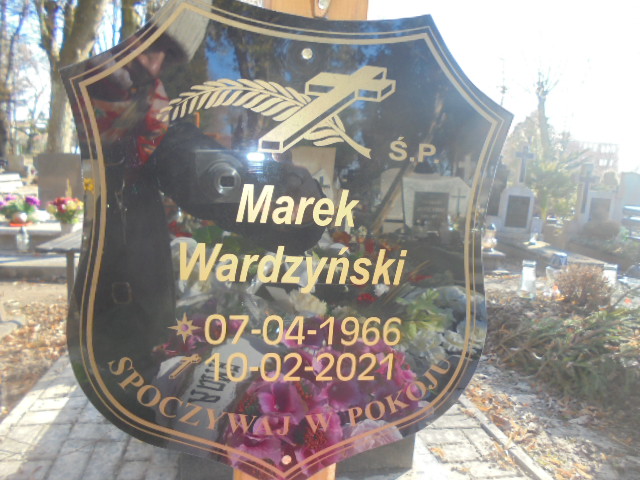 Ś.P
Marek
Wardzyński
07-04-1966
10-02-2021
SPOCZYWAJ W POKOJU